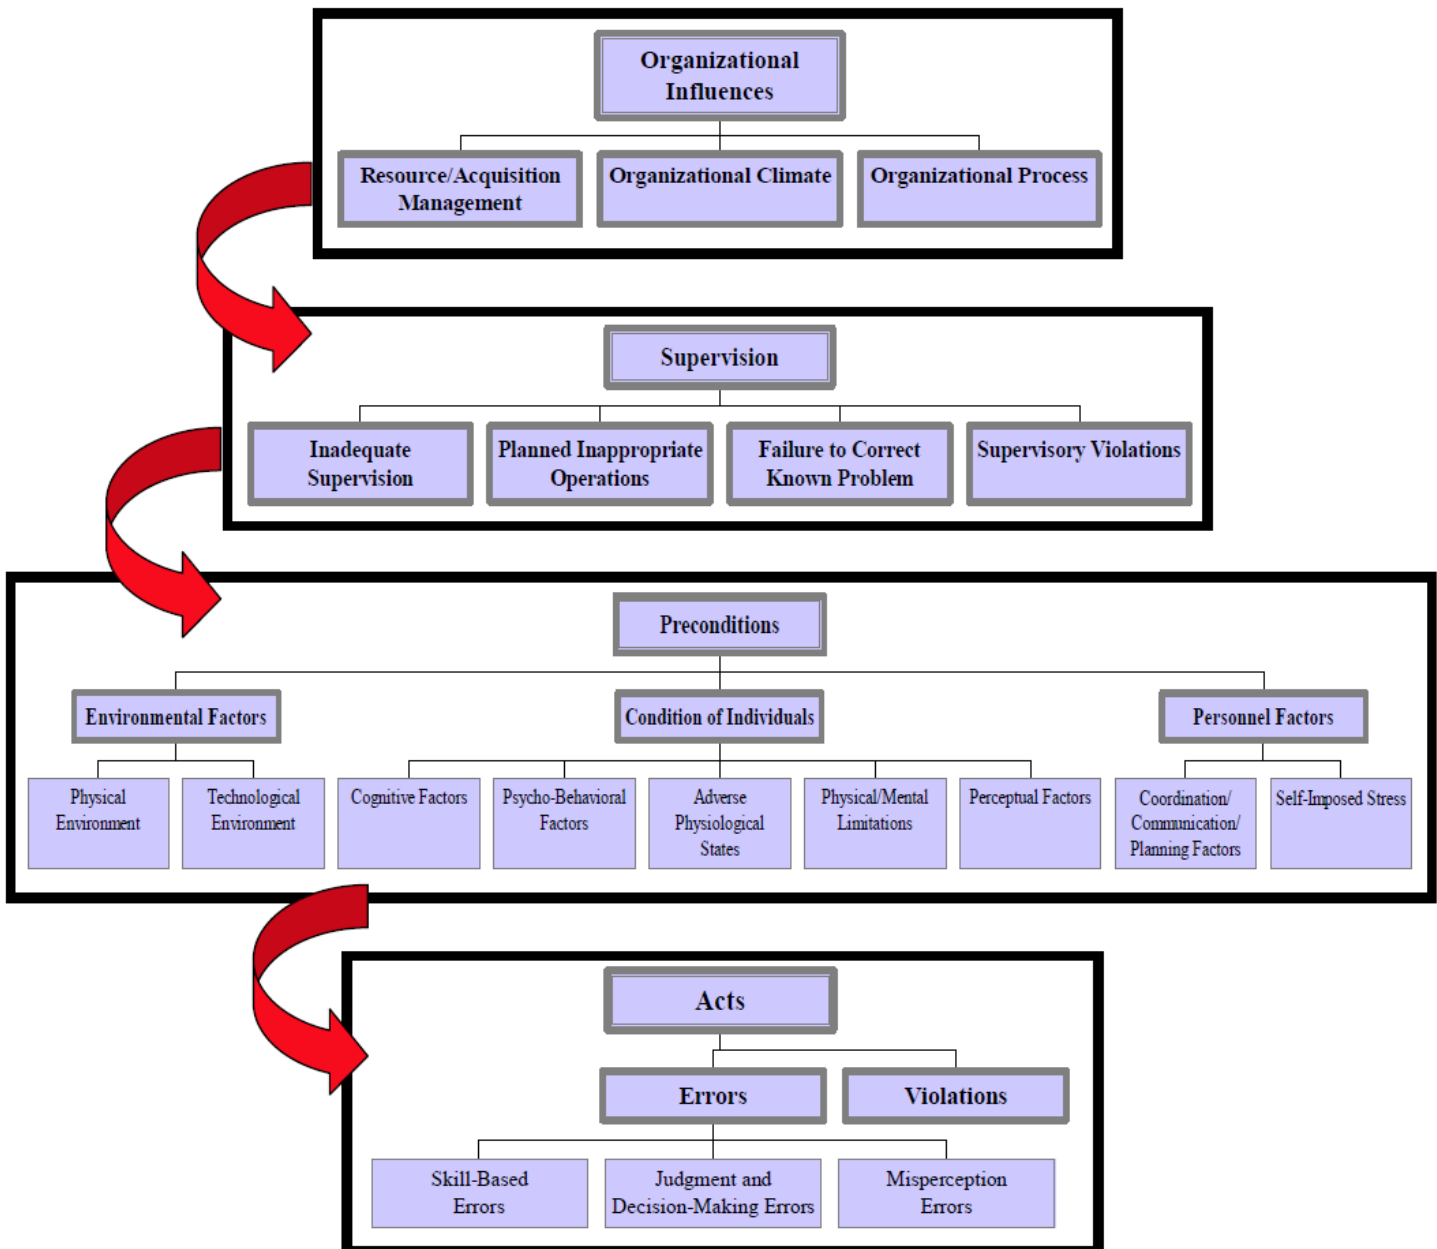 Organizational
Influences
Resource/Acquisition
Management
Organizational Climate
Organizational Process
Supervision
Inadequate
Supervision
Planned Inappropriate
Operations
Failure to Correct
Known Problem
Supervisory Violations
Preconditions
Environmental Factors
Condition of Individuals
Personnel Factors
Physical
Environment
Technological
Environment
Cognitive Factors
Psycho-Behavioral
Factors
Adverse
Physiological
States
Physical/Mental
Limitations
Perceptual Factors
Coordination/
Communication/
Planning Factors
Self-Imposed Stress
Acts
Errors
Violations
Skill-Based
Errors
Judgment and
Decision-Making Errors
Misperception
Errors